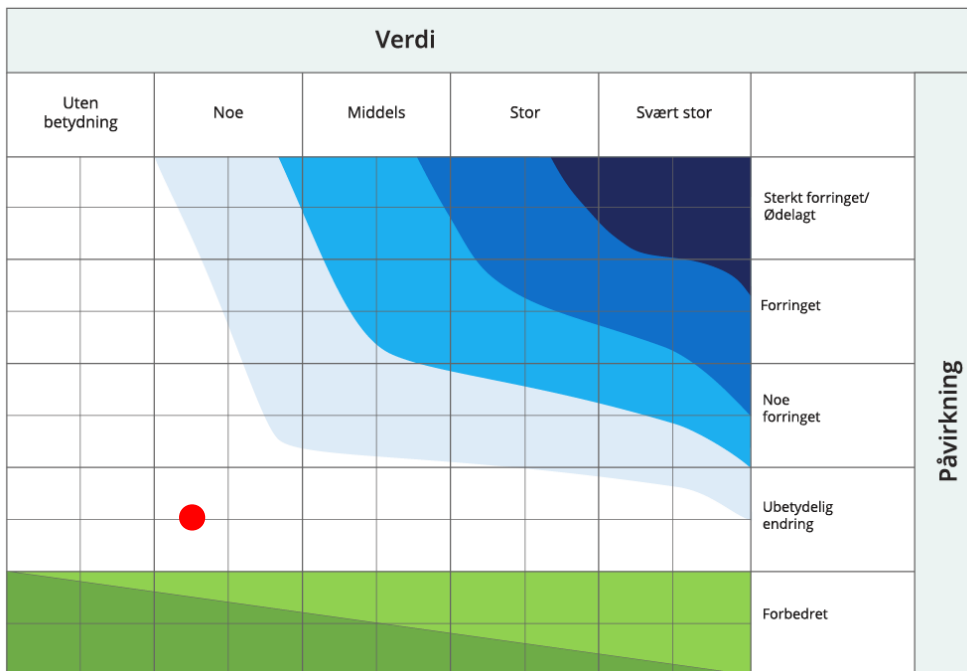 Verdi
Uten
betydning
Noe
Middels
Stor
Svært stor
Sterkt forringet/
Ødelagt
Forringet
Noe
forringet
Ubetydelig
endring
Forbedret
Påvirkning